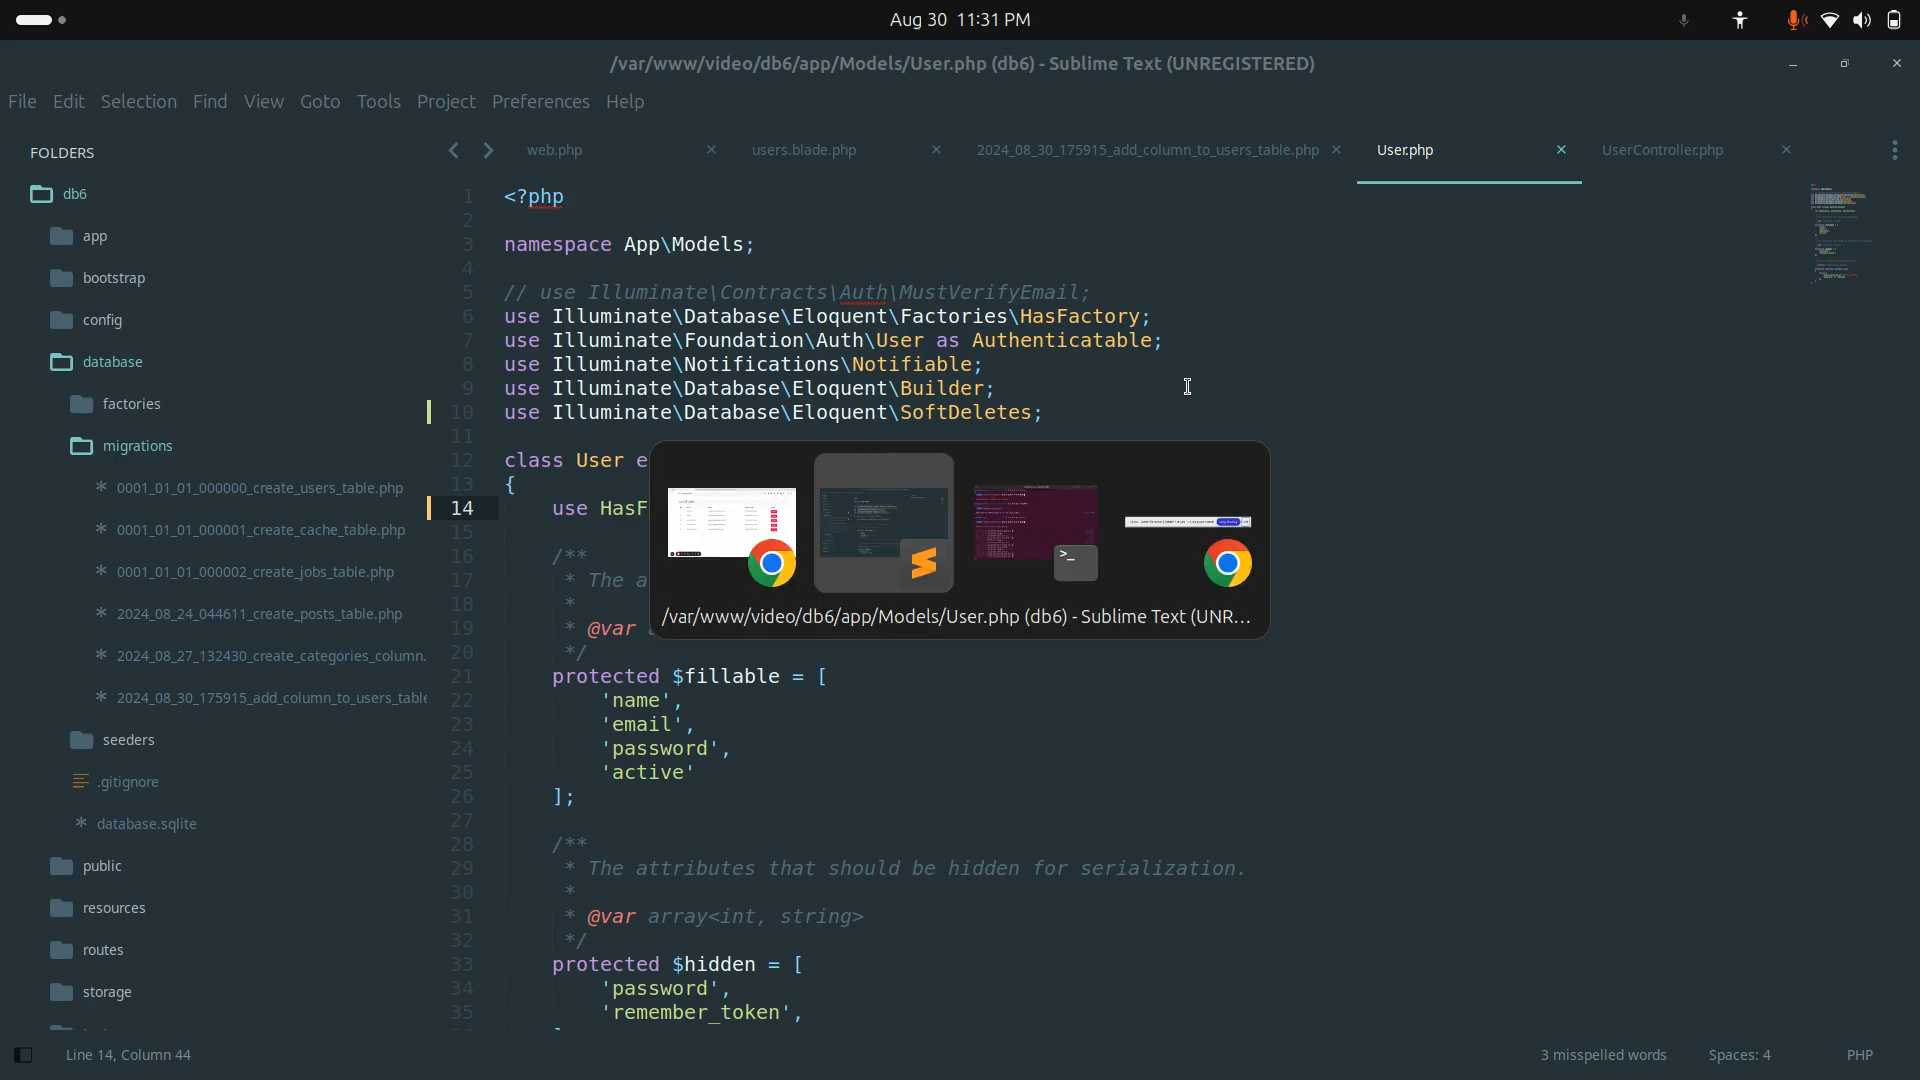 Aug 30 11:31 PM
/var/www/video/db6/app/Models/User.php (db6) - Sublime Text (UNREGISTERED)
File Edit Selection Find View Goto Tools Project Preferences Help
FOLDERS
db6
app
bootstrap
config
database
factories
migrations
0001_01_01_000000_create_users_table.php
0001_01_01_000001_create_cache_table.php
0001_01_01_000002_create_jobs_table.php
2024_08_24_044611_create_posts_table.php
2024_08_27_132430_create_categories_column.
2024_08_30_175915_add_column_to_users_table
seeders
.gitignore
database.sqlite
public
resources
routes
storage
web.php users.blade.php 2024_08_30_175915_add_column_to_users_table.php User.php UserController.php
1 <?php
2
3 namespace App\Models;
4
5 // use Illuminate\Contracts\Auth\MustVerifyEmail;
6 use Illuminate\Database\Eloquent\Factories\HasFactory;
7 use Illuminate\Foundation\Auth\User as Authenticatable;
8 use Illuminate\Notifications\Notifiable;
9 use Illuminate\Database\Eloquent\Builder;
10 use Illuminate\Database\Eloquent\SoftDeletes;
11
12 class User e
13 {
14 use HasF
15
16 /**
17 * The a
18 *
19 * @var
20 */
21 protected $fillable = [
22 'name',
23 'email',
24 'password',
25 'active'
26 ];
27
28 /**
29 * The attributes that should be hidden for serialization.
30 *
31 * @var array<int, string>
32 */
33 protected $hidden = [
34 'password',
35 'remember_token',
/var/www/video/db6/app/Models/User.php (db6) - Sublime Text (UNR...
Line 14, Column 44
3 misspelled words
Spaces: 4
PHP